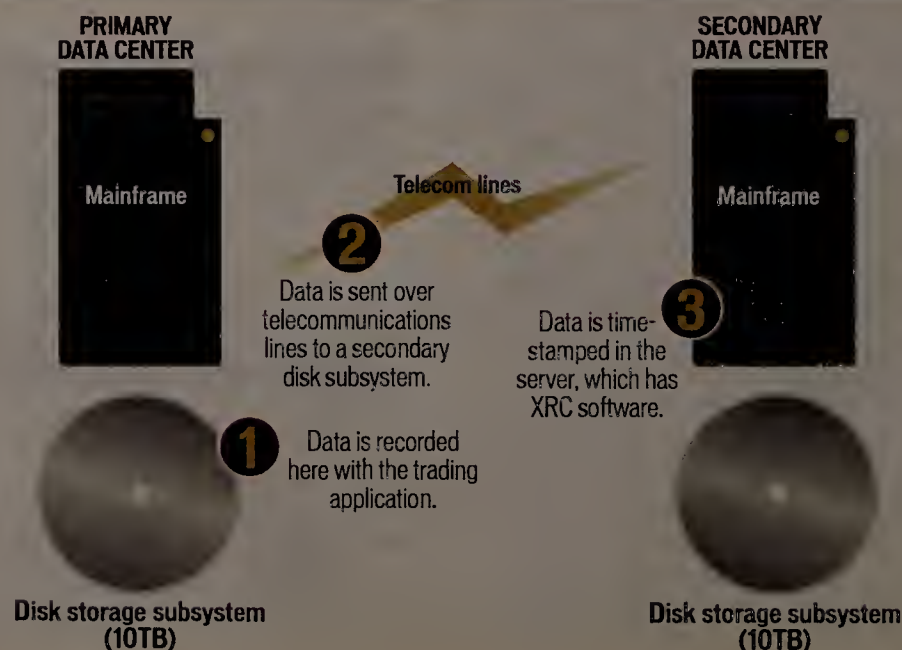 PRIMARY
DATA CENTER
SECONDARY
DATA CENTER
Mainframe
Telecom lines
Mainframe
2
Data is sent over
telecommunications
lines to a secondary
disk subsystem.
3
Data is time-
stamped in the
server, which has
XRC software.
1
Data is recorded
here with the trading
application.
Disk storage subsystem
(10TB)
Disk storage subsystem
(10TB)